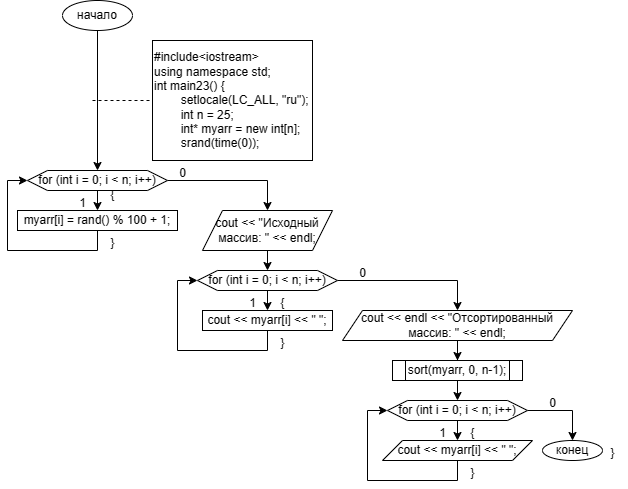 начало
#include<iostream>
using namespace std;
int main23() {
setlocale(LC_ALL, "ru");
int n = 25;
int* myarr = new int[n];
srand(time(0));
for (int i = 0; i < n; i++)
0
1
{
myarr[i] = rand() % 100 + 1;
}
cout << "Исходный
массив: " << endl;
for (int i = 0; i < n; i++)
0
1
{
cout << myarr[i] << " ";
}
cout << endl << "Отсортированный
массив: " << endl;
sort(myarr, 0, n-1);
for (int i = 0; i < n; i++)
0
1
{
cout << myarr[i] << " ";
}
конец
}